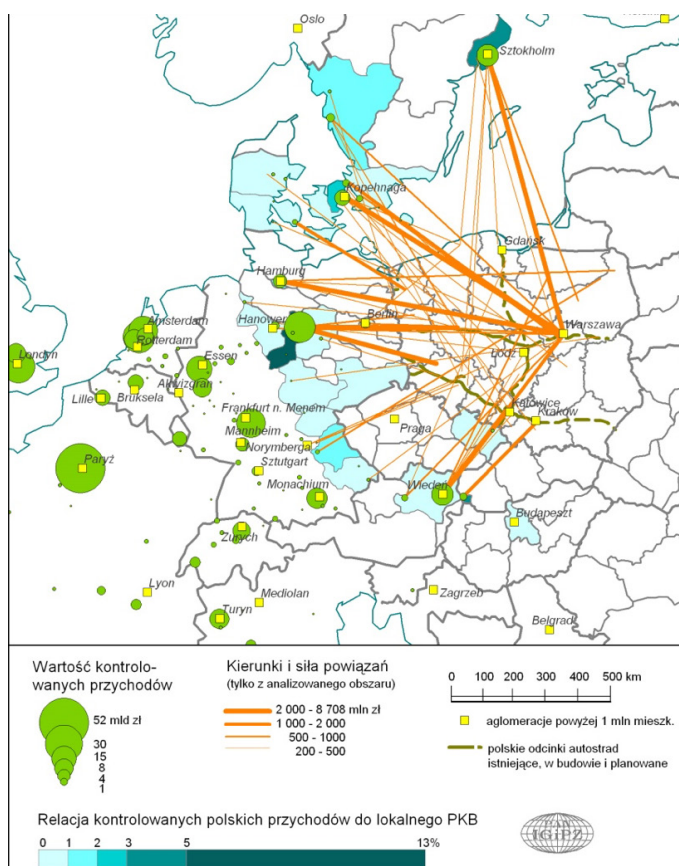 Oslo
Sztokholm
Kopehnaga
Gdańsk
Hamburg
Hanower
Berlin
Warszawa
Amsterdam
Rotterdam
Londyn
Essen
Łódź
Lille
Bruksela
Akwizgran
Katowice
Kraków
Frankfurt n. Menem
Praga
Mannheim
Norymberga
Sztutgart
Paryż
Monachium
Wiedeń
Budapeszt
Zurych
Lyon
Mediolan
Zagrzeb
Turyn
Belgrad
Wartość kontrolo-
wanych przychodów
52 mld zł
30
15
8
4
1
Kierunki i siła powiązań
(tylko z analizowanego obszaru)
2 000 - 8 708 mln zł
1 000 - 2 000
500 - 1000
200 - 500
0 100 200 300 400 500 km
aglomeracje powyżej 1 mln mieszk.
polskie odcinki autostrad
istniejące, w budowie i planowane
Relacja kontrolowanych polskich przychodów do lokalnego PKB
0 1 2 3 5 13%
PAN
IGiPZ